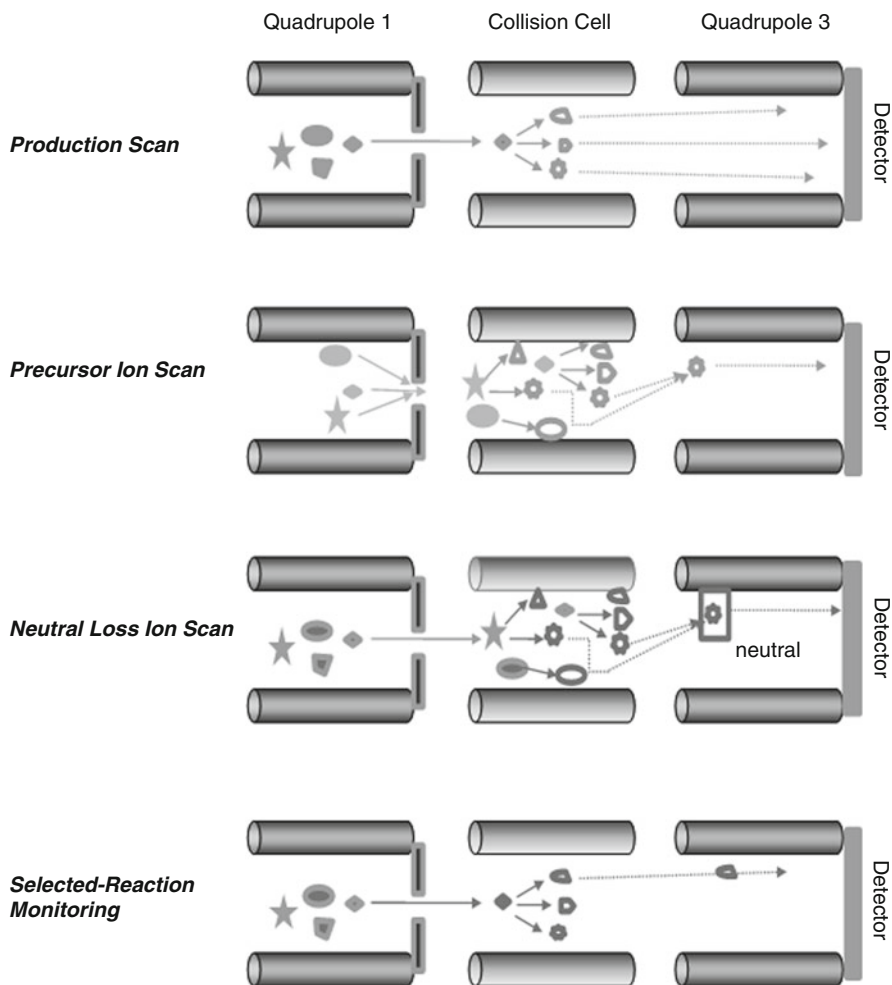 Quadrupole 1
Collision Cell
Quadrupole 3
Production Scan
Detector
Precursor Ion Scan
Detector
Neutral Loss Ion Scan
neutral
Detector
Selected-Reaction
Monitoring
Detector